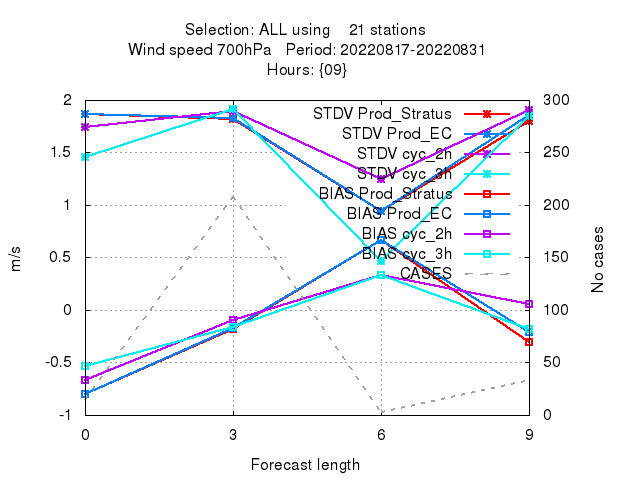 Selection: ALL using 21 stations
Wind speed 700hPa Period: 20220817-20220831
Hours: {09}
2
1.5
1
0.5
0
-0.5
-1
300
250
200
150
100
50
0
STDV Prod_Stratus
STDV Prod_EC
STDV cyc_2h
STDV cyc_3h
BIAS Prod_Stratus
BIAS Prod_EC
BIAS cyc_2h
BIAS cyc_3h
CASES
m/s
No cases
0 3 6 9
Forecast length